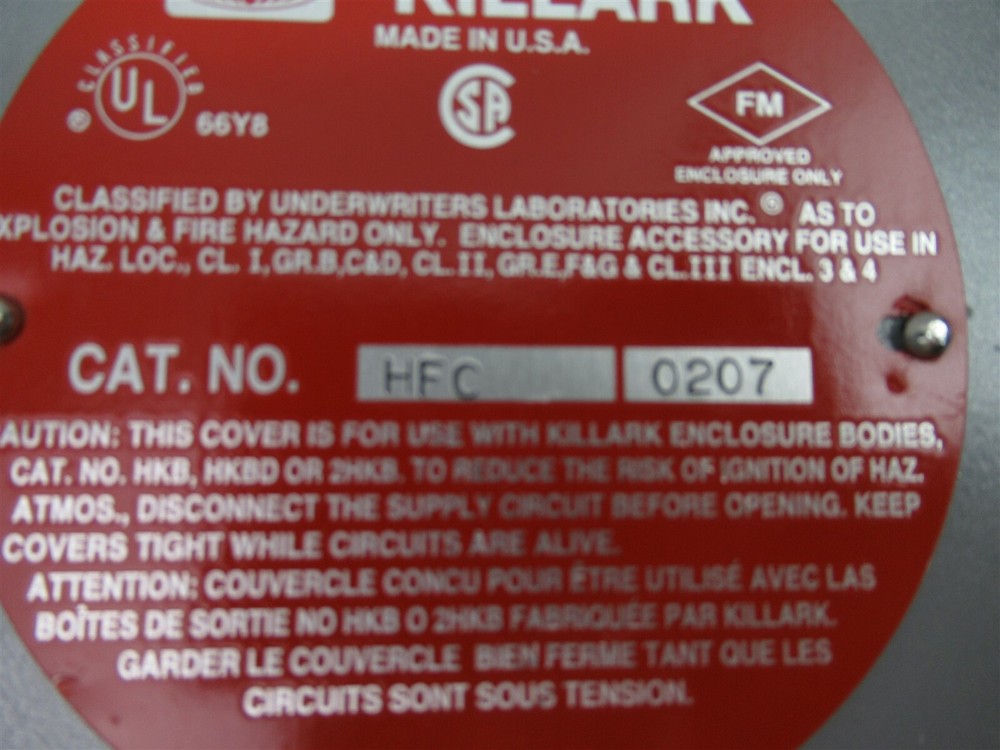 KILLARK
MADE IN U.S.A.
CLASSIFIED
UL
® 66Y8
SA
FM
APPROVED
ENCLOSURE ONLY
CLASSIFIED BY UNDERWRITERS LABORATORIES INC.® AS TO
XPLOSION & FIRE HAZARD ONLY. ENCLOSURE ACCESSORY FOR USE IN
HAZ. LOC., CL. I,GR.B,C&D, CL.II, GR.E,F&G & CL.III ENCL. 3 & 4
CAT. NO. HFC 0207
AUTION: THIS COVER IS FOR USE WITH KILLARK ENCLOSURE BODIES,
CAT. NO. HKB, HKBD OR 2HKB. TO REDUCE THE RISK OF IGNITION OF HAZ.
ATMOS., DISCONNECT THE SUPPLY CIRCUIT BEFORE OPENING. KEEP
COVERS TIGHT WHILE CIRCUITS ARE ALIVE.
ATTENTION: COUVERCLE CONCU POUR ÊTRE UTILISÉ AVEC LAS
BOÎTES DE SORTIE NO HKB O 2HKB FABRIQUÉE PAR KILLARK.
GARDER LE COUVERCLE BIEN FERME TANT QUE LES
CIRCUITS SONT SOUS TENSION.